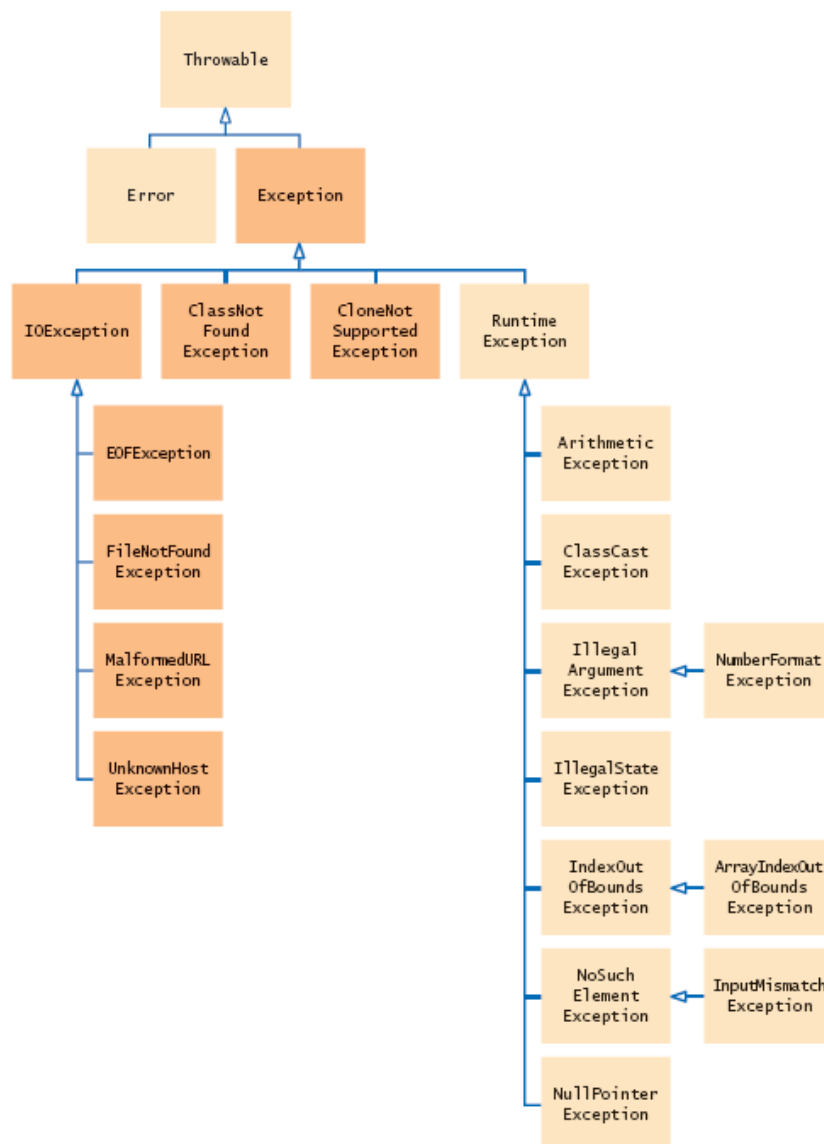 Throwable
Error
Exception
IOException
ClassNot
Found
Exception
CloneNot
Supported
Exception
Runtime
Exception
EOFException
FileNotFound
Exception
MalformedURL
Exception
UnknownHost
Exception
Arithmetic
Exception
ClassCast
Exception
Illegal
Argument
Exception
NumberFormat
Exception
IllegalState
Exception
IndexOut
OfBounds
Exception
ArrayIndexOut
OfBounds
Exception
NoSuch
Element
Exception
InputMismatch
Exception
NullPointer
Exception